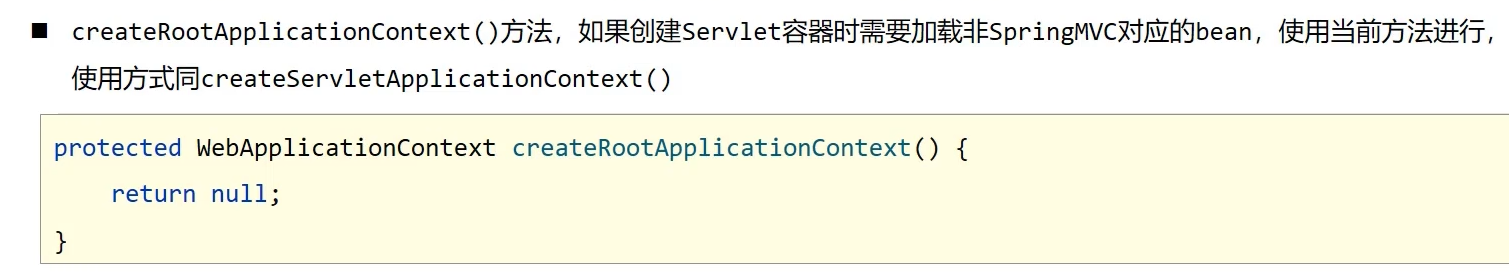 ■ createRootApplicationContext()方法，如果创建Servlet容器时需要加载非SpringMVC对应的bean，使用当前方法进行，
使用方式同createServletApplicationContext()
protected WebApplicationContext createRootApplicationContext() {
    return null;
}